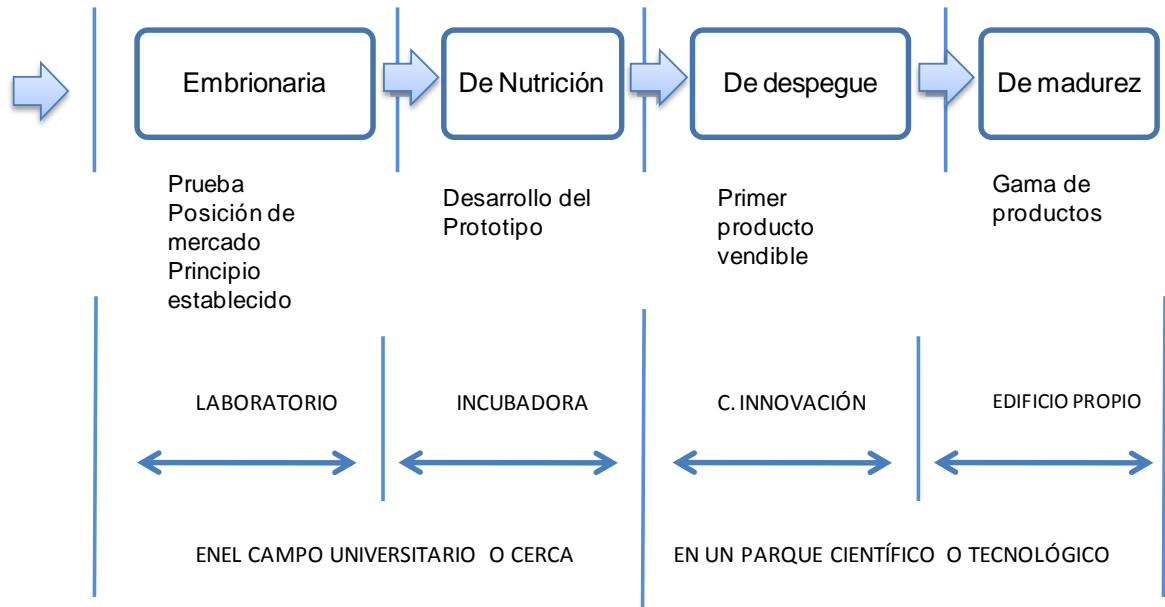 Embrionaria
De Nutrición
De despegue
De madurez
Prueba
Posición de
mercado
Principio
establecido
Desarrollo del
Prototipo
Primer
producto
vendible
Gama de
productos
LABORATORIO
INCUBADORA
C. INNOVACIÓN
EDIFICIO PROPIO
ENEL CAMPO UNIVERSITARIO O CERCA
EN UN PARQUE CIENTÍFICO O TECNOLÓGICO